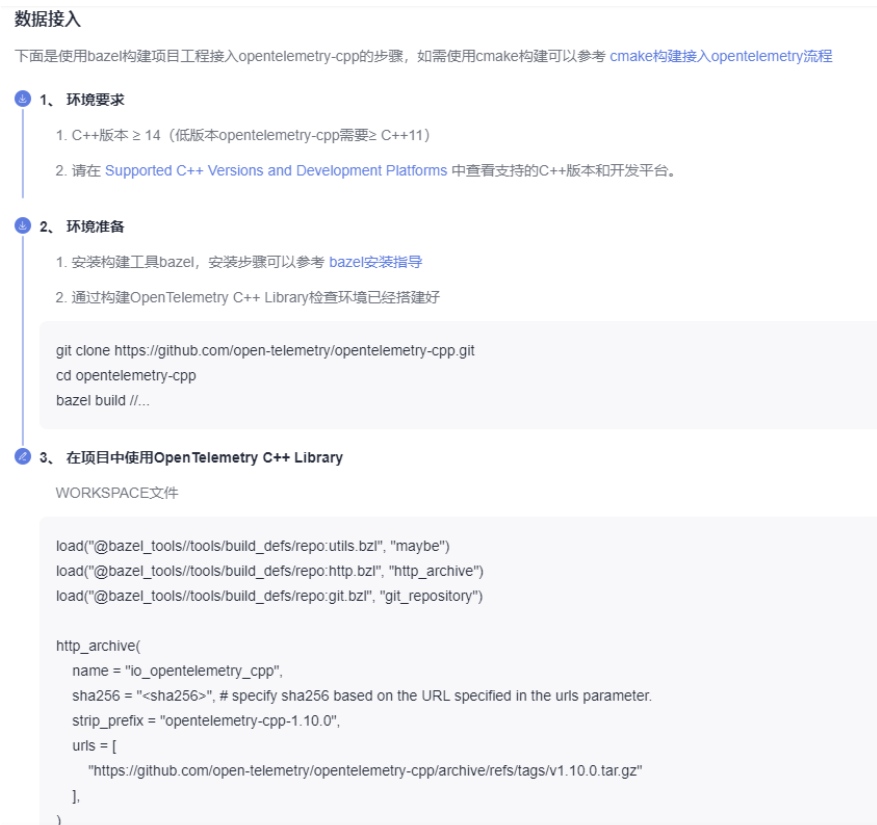 数据接入
下面是使用bazel构建项目工程接入opentelemetry-cpp的步骤，如需使用cmake构建可以参考 cmake构建接入opentelemetry流程
1、 环境要求
1. C++版本 ≥ 14（低版本opentelemetry-cpp需要≥ C++11）
2. 请在 Supported C++ Versions and Development Platforms 中查看支持的C++版本和开发平台。
2、 环境准备
1. 安装构建工具bazel，安装步骤可以参考 bazel安装指导
2. 通过构建OpenTelemetry C++ Library检查环境已经搭建好
git clone https://github.com/open-telemetry/opentelemetry-cpp.git
cd opentelemetry-cpp
bazel build //...
3、 在项目中使用OpenTelemetry C++ Library
WORKSPACE文件
load("@bazel_tools//tools/build_defs/repo:utils.bzl", "maybe")
load("@bazel_tools//tools/build_defs/repo:http.bzl", "http_archive")
load("@bazel_tools//tools/build_defs/repo:git.bzl", "git_repository")
http_archive(
name = "io_opentelemetry_cpp",
sha256 = "<sha256>", # specify sha256 based on the URL specified in the urls parameter.
strip_prefix = "opentelemetry-cpp-1.10.0",
urls = [
"https://github.com/open-telemetry/opentelemetry-cpp/archive/refs/tags/v1.10.0.tar.gz"
],
)